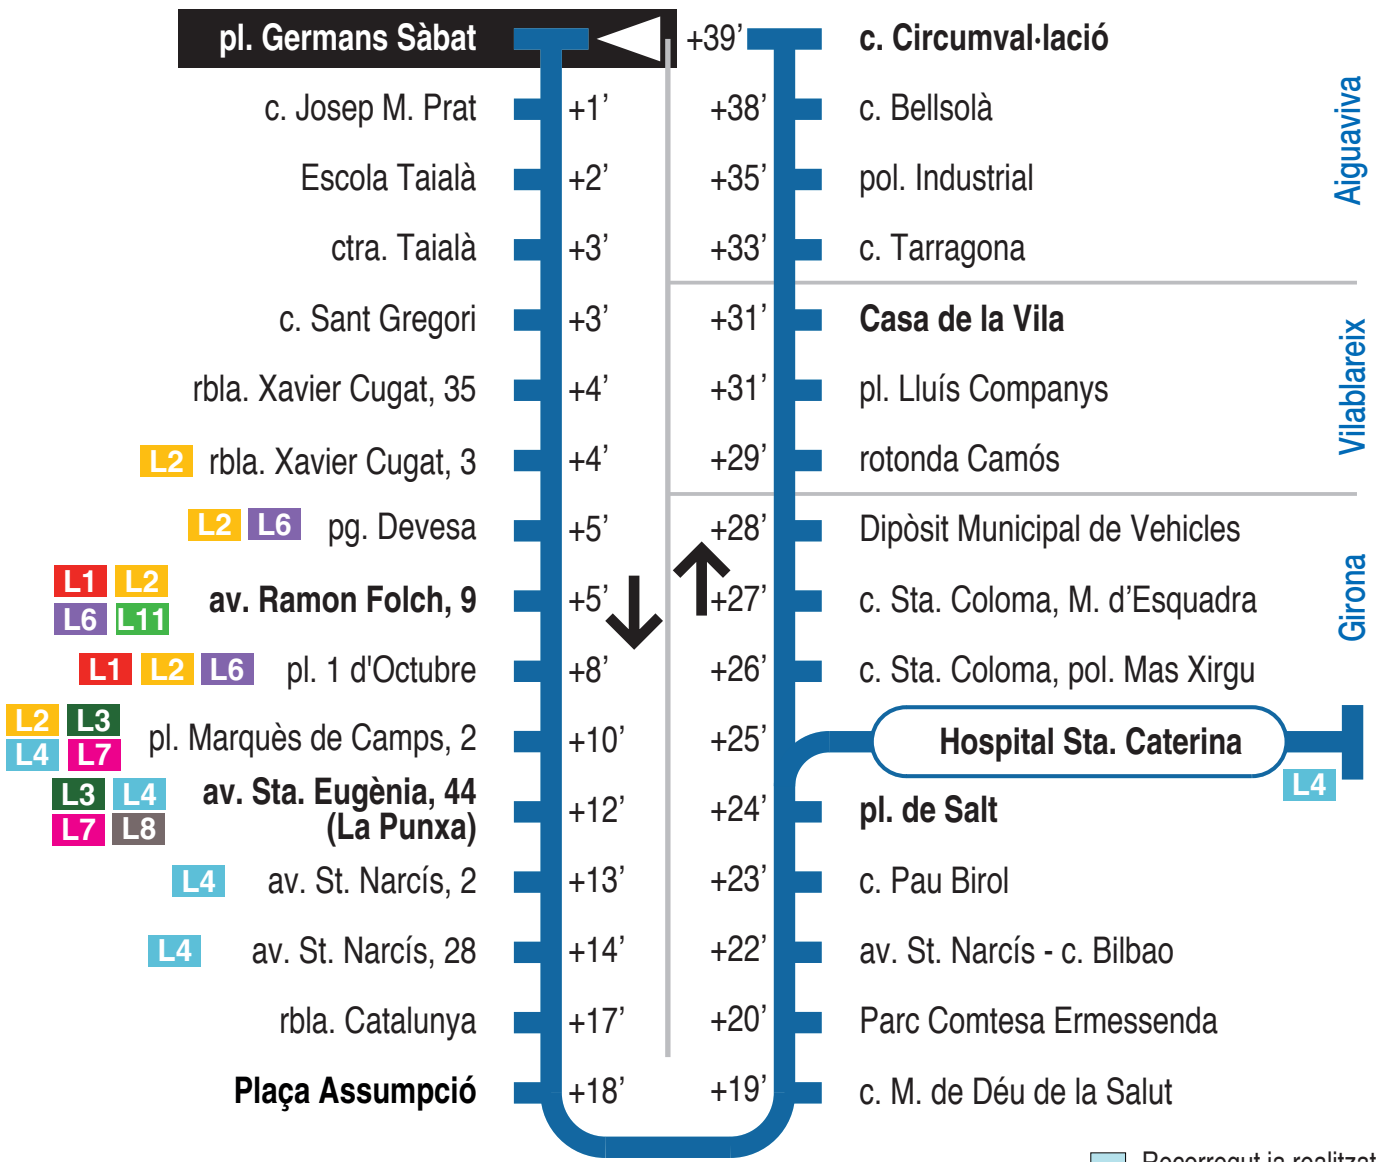 pl. Germans Sàbat
c. Josep M. Prat +1’
Escola Taialà +2’
ctra. Taialà +3’
c. Sant Gregori +3’
rbla. Xavier Cugat, 35 +4’
L2 rbla. Xavier Cugat, 3 +4’
L2 L6 pg. Devesa +5’
L1 L2
L6 L11
av. Ramon Folch, 9 +5’
L1 L2 L6 pl. 1 d'Octubre +8’
L2 L3
L4 L7
pl. Marquès de Camps, 2 +10’
L3 L4
L7 L8
av. Sta. Eugènia, 44
(La Punxa)
+12’
L4 av. St. Narcís, 2 +13’
L4 av. St. Narcís, 28 +14’
rbla. Catalunya +17’
Plaça Assumpció +18’
+39’ c. Circumval·lació
+38’ c. Bellsolà
+35’ pol. Industrial
+33’ c. Tarragona
Aiguaviva
+31’ Casa de la Vila
+31’ pl. Lluís Companys
+29’ rotonda Camós
Vilablareix
+28’ Dipòsit Municipal de Vehicles
+27’ c. Sta. Coloma, M. d’Esquadra
+26’ c. Sta. Coloma, pol. Mas Xirgu
Girona
+25’ Hospital Sta. Caterina
L4
+24’ pl. de Salt
+23’ c. Pau Birol
+22’ av. St. Narcís - c. Bilbao
+20’ Parc Comtesa Ermessenda
+19’ c. M. de Déu de la Salut
Recorregut ja realitzat